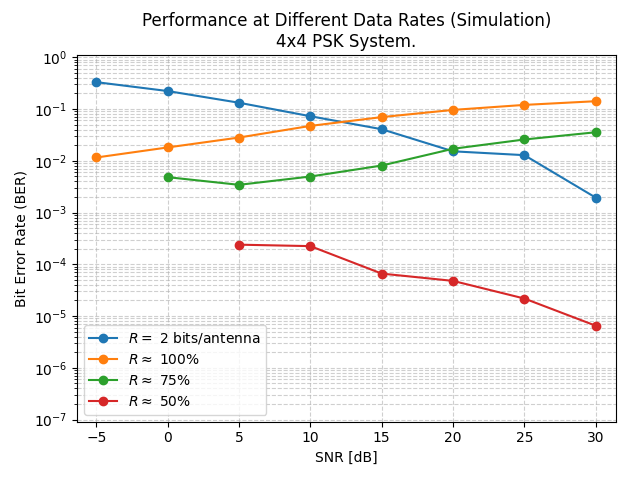 Performance at Different Data Rates (Simulation)
4x4 PSK System.
Bit Error Rate (BER)
10^0
10^-1
10^-2
10^-3
10^-4
10^-5
10^-6
10^-7
R = 2 bits/antenna
R ≈ 100%
R ≈ 75%
R ≈ 50%
−5 0 5 10 15 20 25 30
SNR [dB]